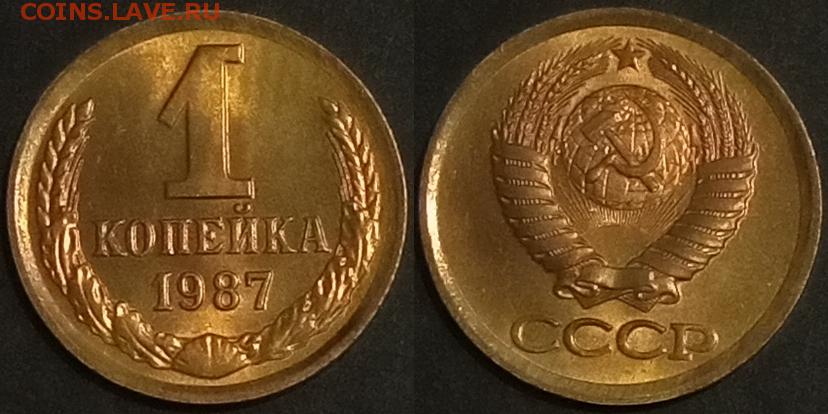 COINS.LAVE.RU
1
КОПЕЙКА
1987
СССР